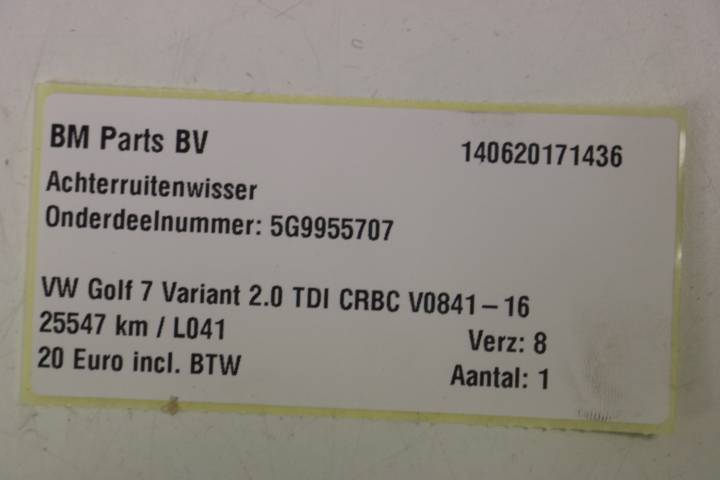 BM Parts BV 140620171436
Achterruitenwisser
Onderdeelnummer: 5G9955707
VW Golf 7 Variant 2.0 TDI CRBC V0841-16
25547 km / L041 Verz: 8
20 Euro incl. BTW Aantal: 1